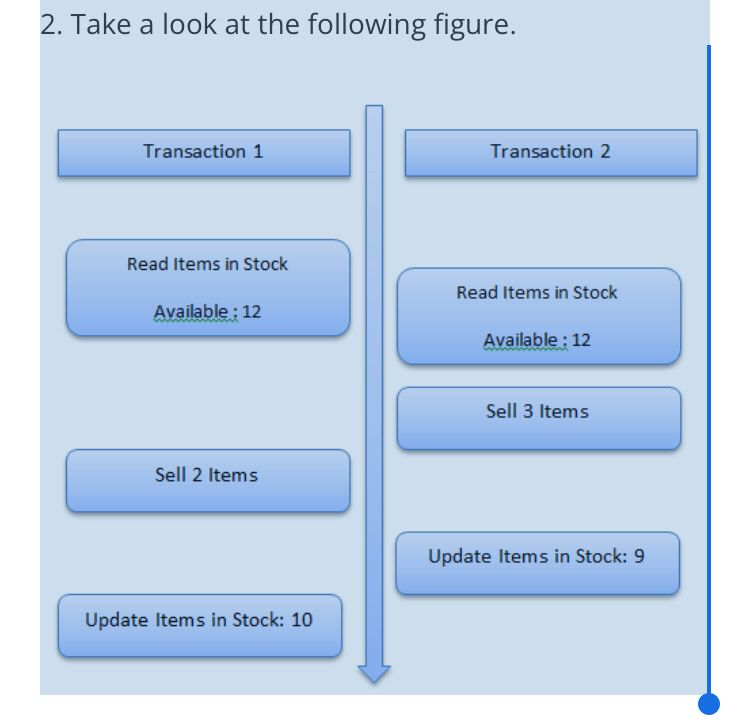 2. Take a look at the following figure.
Transaction 1
Transaction 2
Read Items in Stock
Available : 12
Read Items in Stock
Available : 12
Sell 3 Items
Sell 2 Items
Update Items in Stock: 9
Update Items in Stock: 10